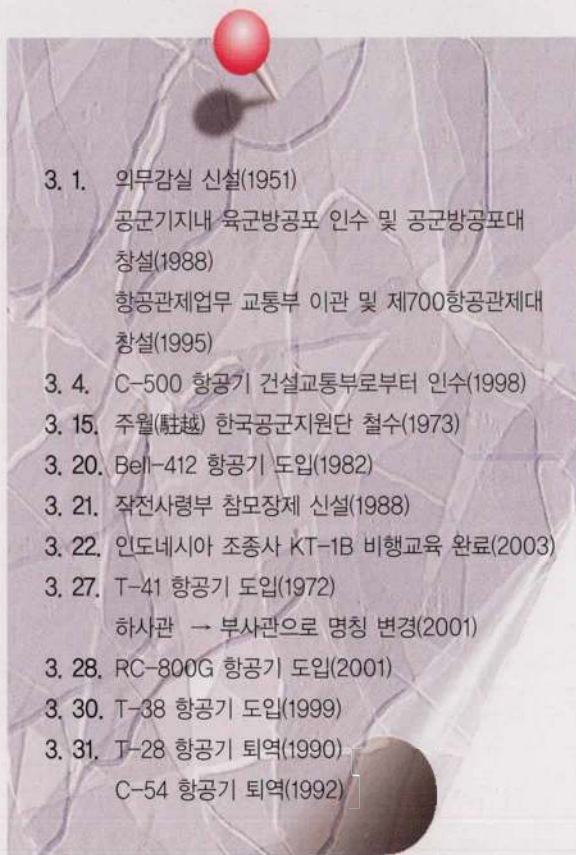 3. 1. 의무감실 신설(1951)
공군기지내 육군방공포 인수 및 공군방공포대
창설(1988)
항공관제업무 교통부 이관 및 제700항공관제대
창설(1995)
3. 4. C-500 항공기 건설교통부로부터 인수(1998)
3. 15. 주월(駐越) 한국공군지원단 철수(1973)
3. 20. Bell-412 항공기 도입(1982)
3. 21. 작전사령부 참모장제 신설(1988)
3. 22. 인도네시아 조종사 KT-1B 비행교육 완료(2003)
3. 27. T-41 항공기 도입(1972)
하사관 → 부사관으로 명칭 변경(2001)
3. 28. RC-800G 항공기 도입(2001)
3. 30. T-38 항공기 도입(1999)
3. 31. T-28 항공기 퇴역(1990)
C-54 항공기 퇴역(1992)